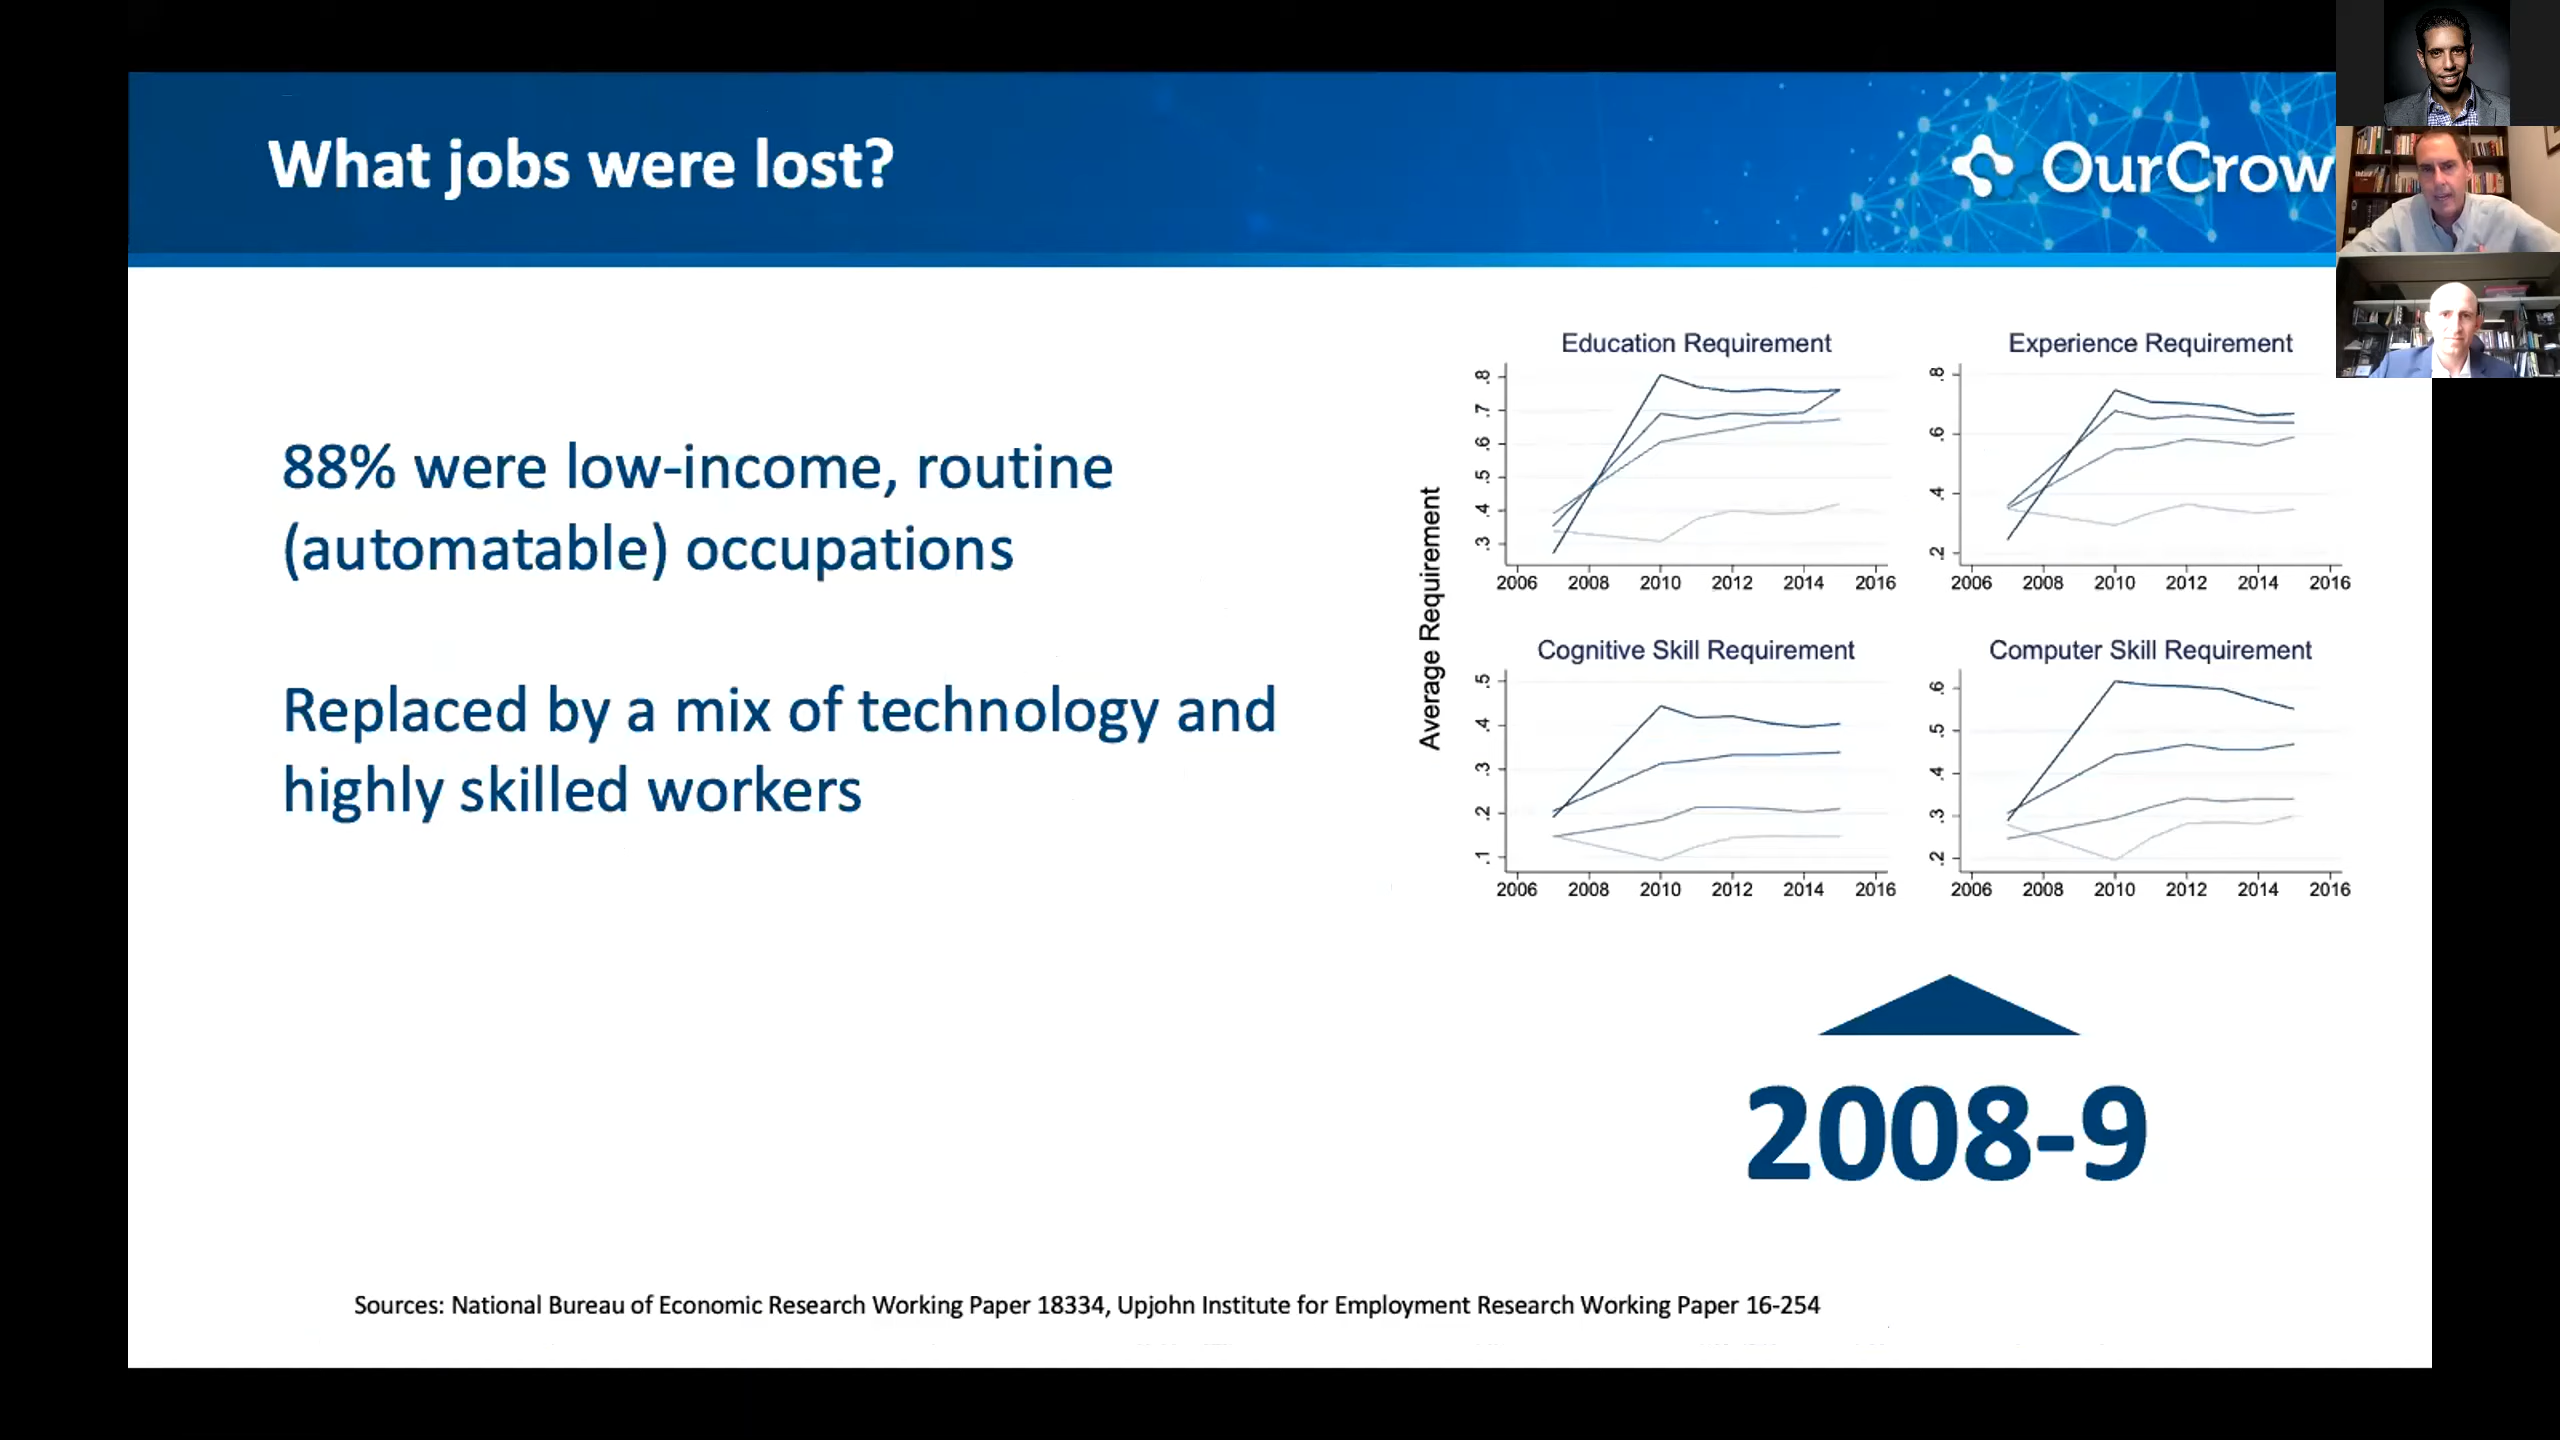 What jobs were lost?
OurCrow
88% were low-income, routine
(automatable) occupations
Replaced by a mix of technology and
highly skilled workers
Average Requirement
Education Requirement
.8
.7
.6
.5
.4
.3
2006 2008 2010 2012 2014 2016
Experience Requirement
.8
.6
.4
.2
2006 2008 2010 2012 2014 2016
Cognitive Skill Requirement
.5
.4
.3
.2
.1
2006 2008 2010 2012 2014 2016
Computer Skill Requirement
.6
.5
.4
.3
.2
2006 2008 2010 2012 2014 2016
2008-9
Sources: National Bureau of Economic Research Working Paper 18334, Upjohn Institute for Employment Research Working Paper 16-254